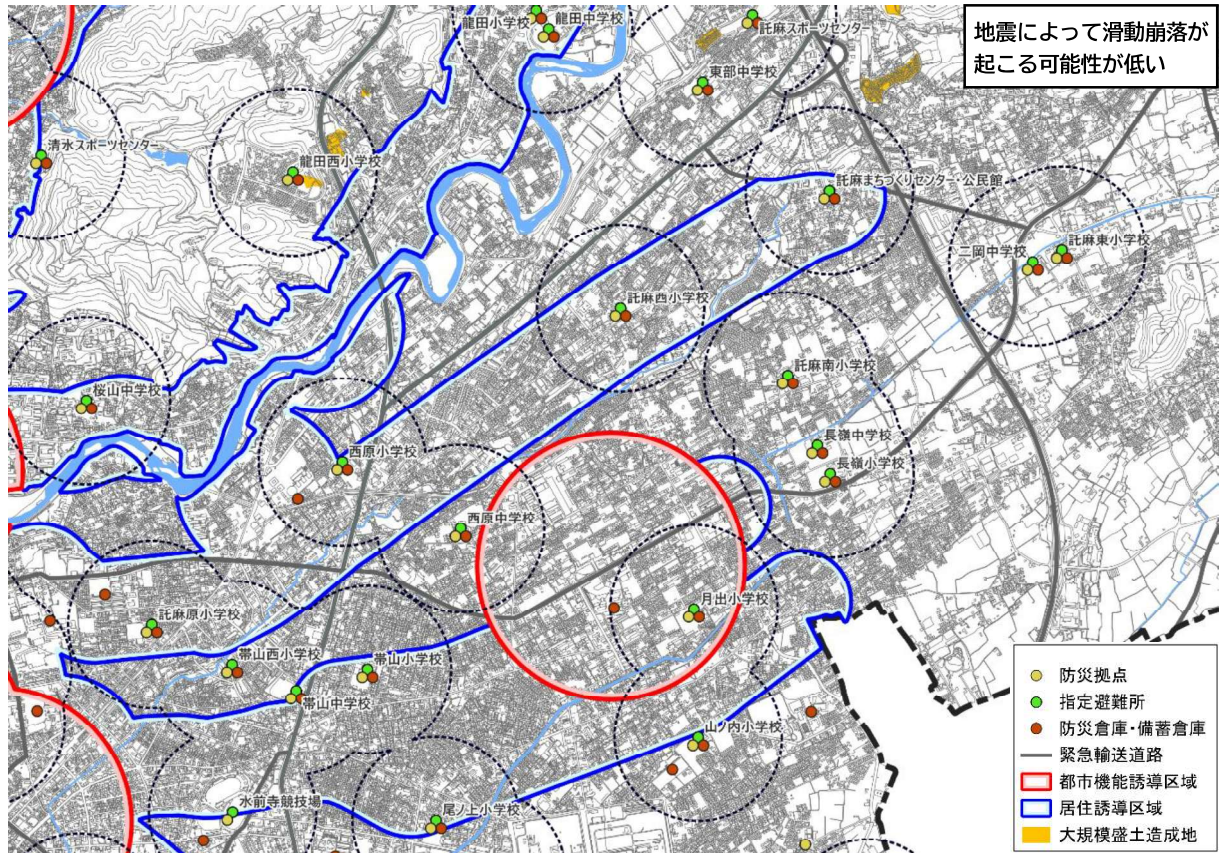 地震によって滑動崩落が
起こる可能性が低い
龍田小学校
龍田中学校
託麻スポーツセンター
東部中学校
清水スポーツセンター
龍田西小学校
託麻まちづくりセンター・公民館
二岡中学校
託麻東小学校
託麻西小学校
託麻南小学校
桜山中学校
長嶺中学校
西原小学校
長嶺小学校
西原中学校
託麻原小学校
月出小学校
帯山西小学校
帯山小学校
帯山中学校
山ノ内小学校
水前寺競技場
尾ノ上小学校
防災拠点
指定避難所
防災倉庫・備蓄倉庫
緊急輸送道路
都市機能誘導区域
居住誘導区域
大規模盛土造成地